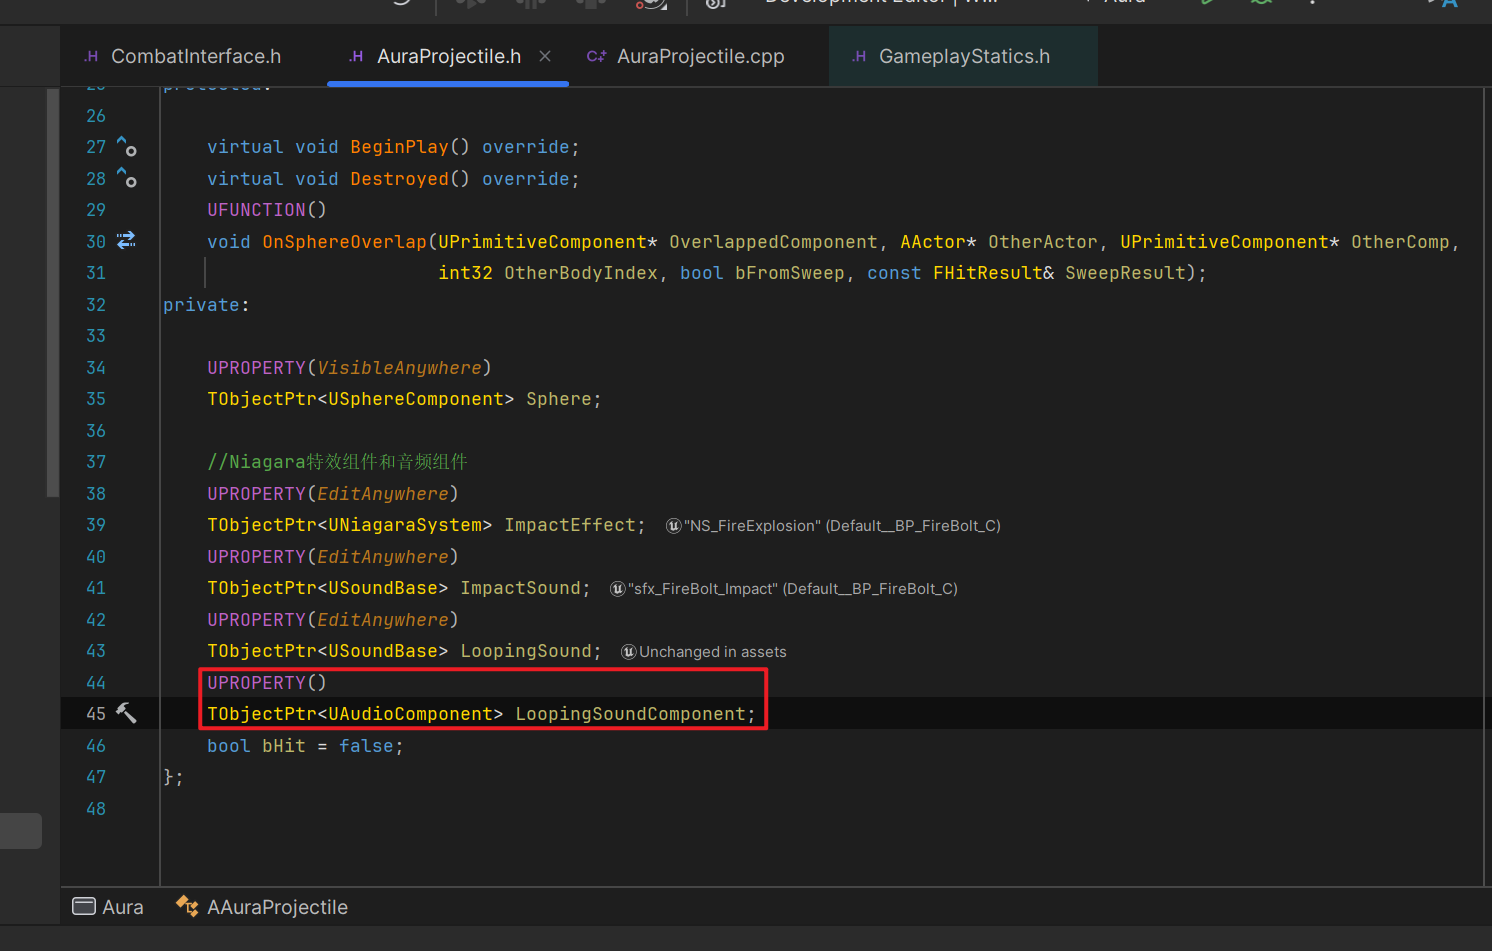 Development Editor | Wi... Aura
.H CombatInterface.h .H AuraProjectile.h C++ AuraProjectile.cpp .H GameplayStatics.h
protected:
26
27 virtual void BeginPlay() override;
28 virtual void Destroyed() override;
29 UFUNCTION()
30 void OnSphereOverlap(UPrimitiveComponent* OverlappedComponent, AActor* OtherActor, UPrimitiveComponent* OtherComp,
31 int32 OtherBodyIndex, bool bFromSweep, const FHitResult& SweepResult);
32 private:
33
34 UPROPERTY(VisibleAnywhere)
35 TObjectPtr<USphereComponent> Sphere;
36
37 //Niagara特效组件和音频组件
38 UPROPERTY(EditAnywhere)
39 TObjectPtr<UNiagaraSystem> ImpactEffect; "NS_FireExplosion" (Default__BP_FireBolt_C)
40 UPROPERTY(EditAnywhere)
41 TObjectPtr<USoundBase> ImpactSound; "sfx_FireBolt_Impact" (Default__BP_FireBolt_C)
42 UPROPERTY(EditAnywhere)
43 TObjectPtr<USoundBase> LoopingSound; Unchanged in assets
44 UPROPERTY()
45 TObjectPtr<UAudioComponent> LoopingSoundComponent;
46 bool bHit = false;
47 };
48
Aura AAuraProjectile